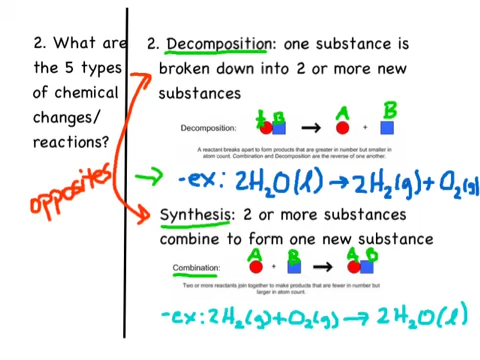 2. What are
the 5 types
of chemical
changes/
reactions?
opposites
2. Decomposition: one substance is
broken down into 2 or more new
substances
A B A B
Decomposition: → +
A reactant breaks apart to form products that are greater in number but smaller in
atom count. Combination and Decomposition are the reverse of one another.
→ -ex: 2H₂O(l) → 2H₂(g) + O₂(g)
Synthesis: 2 or more substances
combine to form one new substance
A B A B
Combination: + →
Two or more reactants join together to make products that are fewer in number but
larger in atom count.
-ex: 2H₂(g) + O₂(g) → 2H₂O(l)